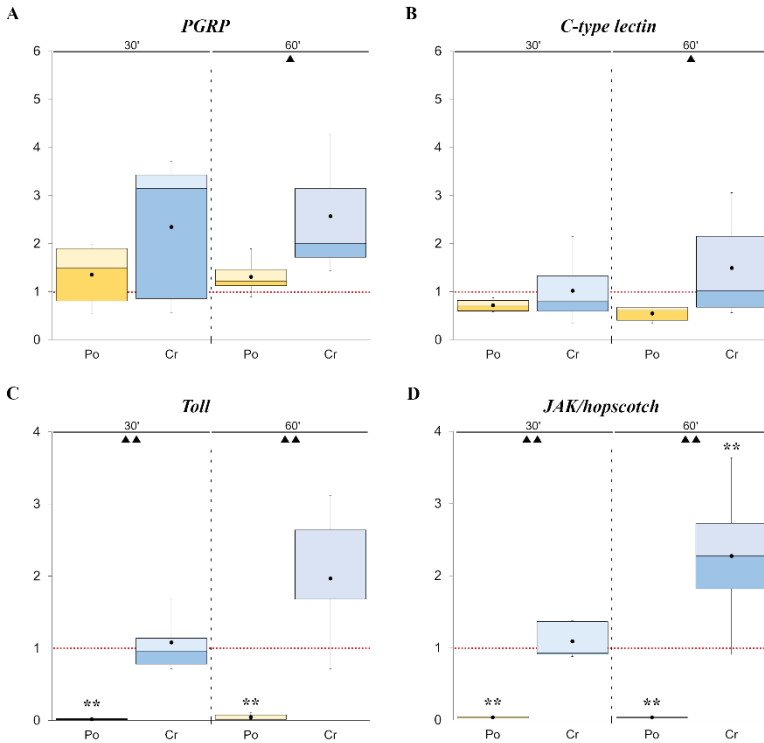 A
PGRP
30' 60'
▲
6
5
4
3
2
1
0
Po Cr Po Cr
B
C-type lectin
30' 60'
▲
6
5
4
3
2
1
0
Po Cr Po Cr
C
Toll
30' 60'
▲▲ ▲▲
4
3
2
1
0
** **
Po Cr Po Cr
D
JAK/hopscotch
30' 60'
▲▲ ▲▲
**
4
3
2
1
0
** **
Po Cr Po Cr